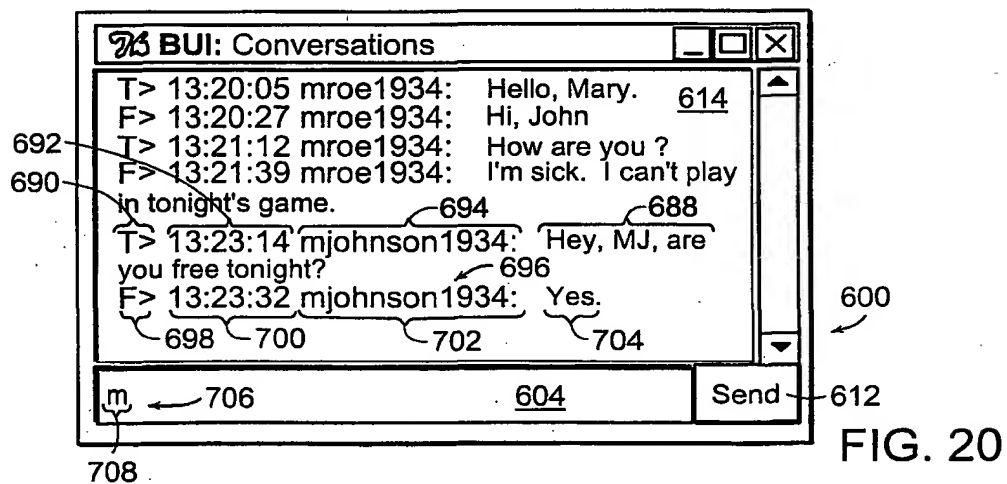 BUI: Conversations
T> 13:20:05 mroe1934: Hello, Mary. 614
F> 13:20:27 mroe1934: Hi, John
T> 13:21:12 mroe1934: How are you ?
692
F> 13:21:39 mroe1934: I'm sick. I can't play
690
in tonight's game. 694 688
T> 13:23:14 mjohnson1934: Hey, MJ, are
you free tonight? 696
F> 13:23:32 mjohnson1934: Yes. 600
698 700 702 704
m 706 604 Send 612
FIG. 20
708